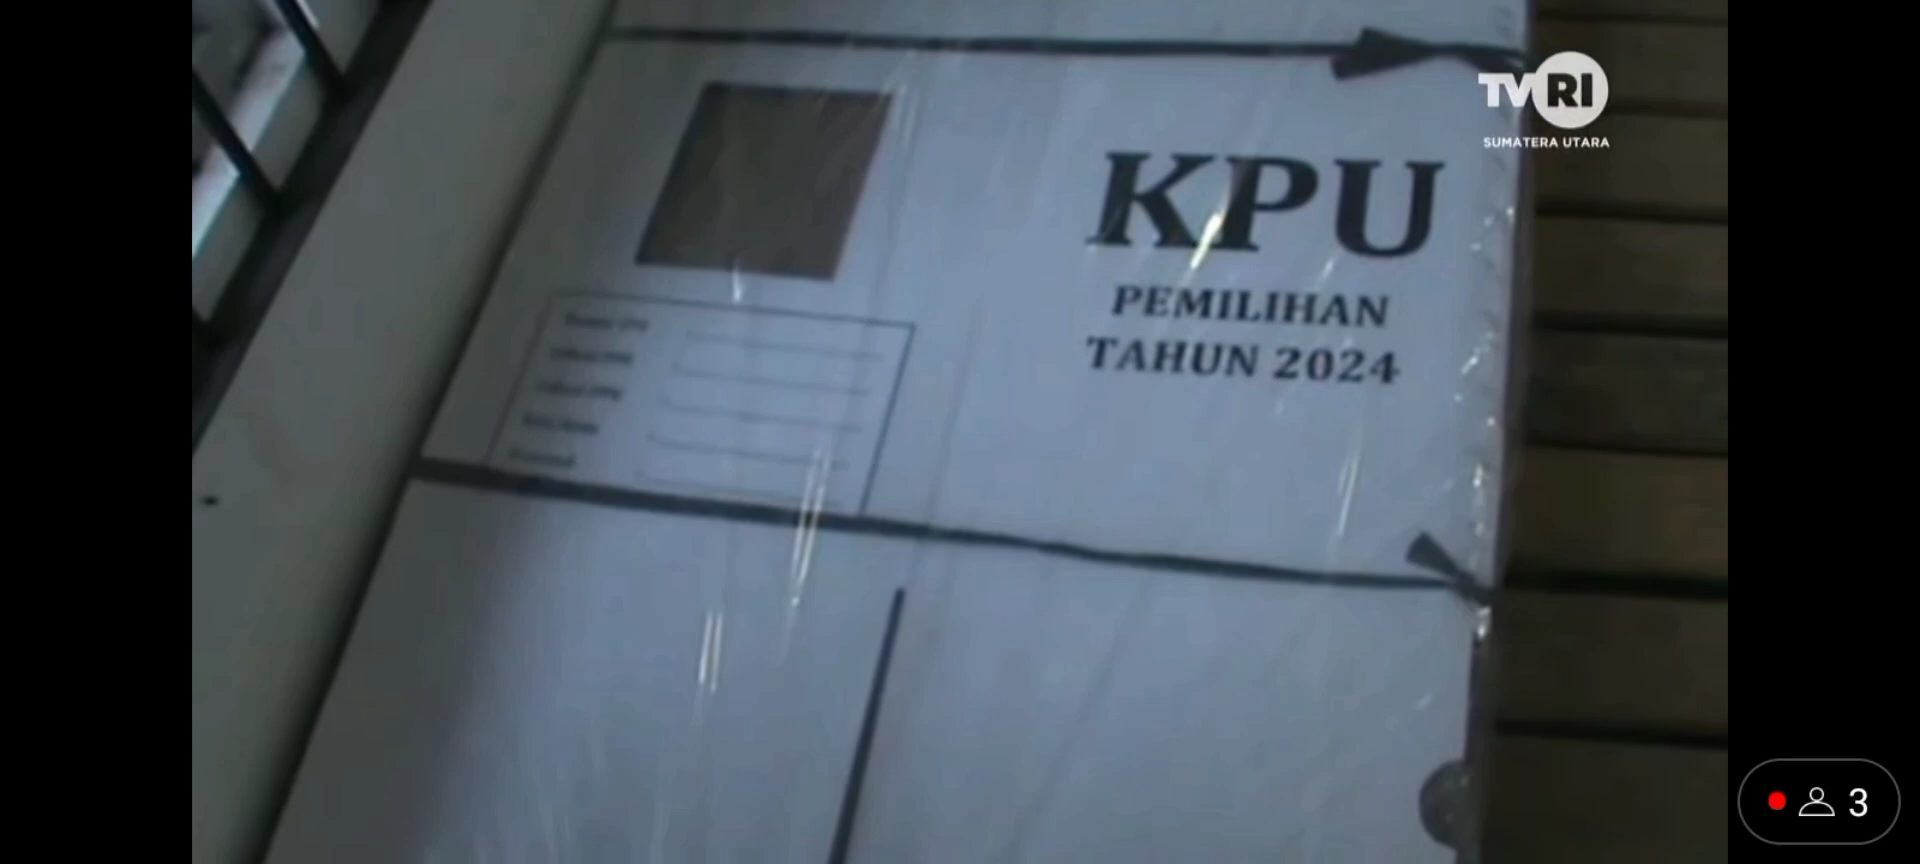 TVRI
SUMATERA UTARA
KPU
PEMILIHAN
TAHUN 2024
3